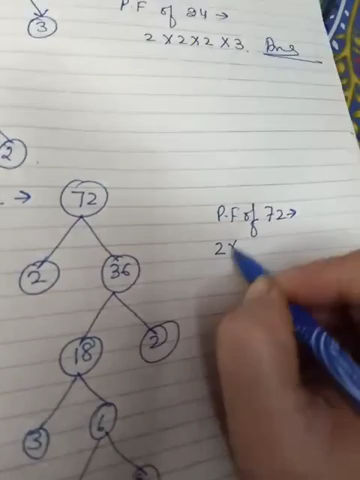 P F of 24 →
2 × 2 × 2 × 3. Ans
3
2
→ 72
P.F of 72 →
2 ×
2 36
18 2
3 6